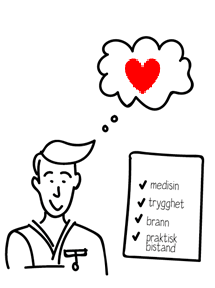 medisin
trygghet
brann
praktisk
bistand